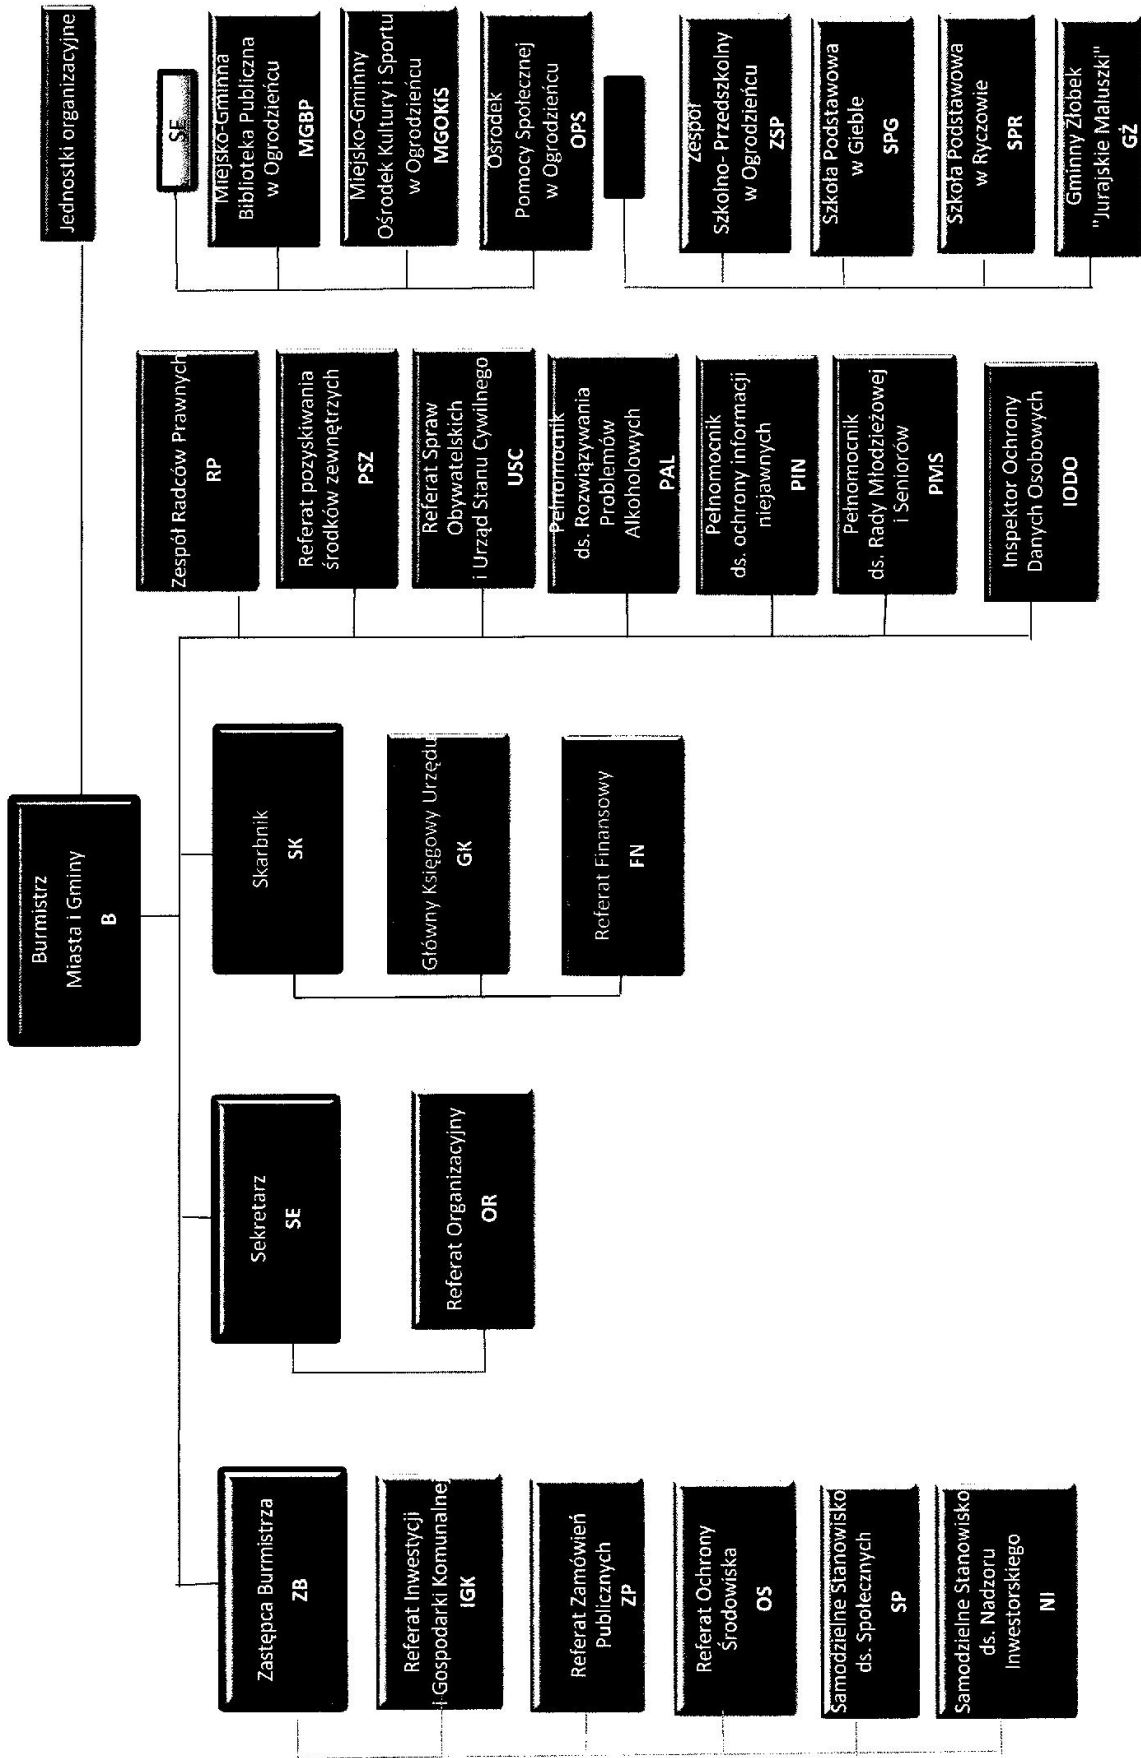 Burmistrz
Miasta i Gminy
B
Jednostki organizacyjne
Zastępca Burmistrza
ZB
Referat Inwestycji
i Gospodarki Komunalnej
IGK
Referat Zamówień
Publicznych
ZP
Referat Ochrony
Środowiska
OS
Samodzielne Stanowisko
ds. Społecznych
SP
Samodzielne Stanowisko
ds. Nadzoru
Inwestorskiego
NI
Sekretarz
SE
Referat Organizacyjny
OR
Skarbnik
SK
Główny Księgowy Urzędu
GK
Referat Finansowy
FN
Zespół Radców Prawnych
RP
Referat pozyskiwania
środków zewnętrzych
PSZ
Referat Spraw
Obywatelskich
i Urząd Stanu Cywilnego
USC
Pełnomocnik
ds. Rozwiązywania
Problemów
Alkoholowych
PAL
Pełnomocnik
ds. ochrony informacji
niejawnych
PIN
Pełnomocnik
ds. Rady Młodzieżowej
i Seniorów
PMS
Inspektor Ochrony
Danych Osobowych
IODO
SE
Miejsko-Gminna
Biblioteka Publiczna
w Ogrodzieńcu
MGBP
Miejsko-Gminny
Ośrodek Kultury i Sportu
w Ogrodzieńcu
MGOKiS
Ośrodek
Pomocy Społecznej
w Ogrodzieńcu
OPS
Zespół
Szkolno- Przedszkolny
w Ogrodzieńcu
ZSP
Szkoła Podstawowa
w Gieble
SPG
Szkoła Podstawowa
w Ryczowie
SPR
Gminny Złobek
"Jurajskie Maluszki"
GŻ